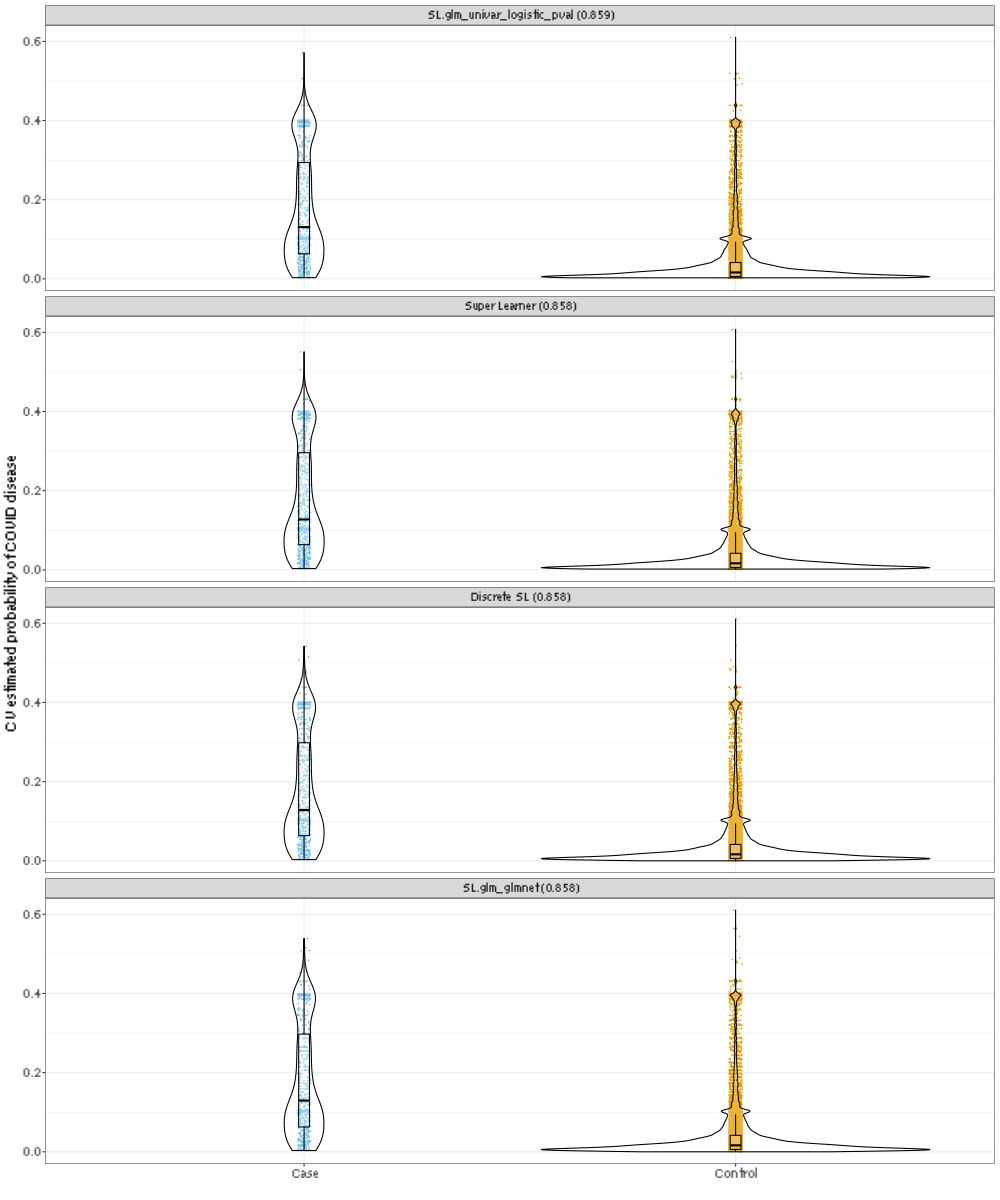 SL.glm_univar_logistic_pval (0.859)
0.6
0.4
0.2
0.0
Super Learner (0.858)
0.6
0.4
0.2
0.0
Discrete SL (0.858)
0.6
0.4
0.2
0.0
SL.glm_glmnet (0.858)
0.6
0.4
0.2
0.0
Case Control
CV estimated probability of COVID disease